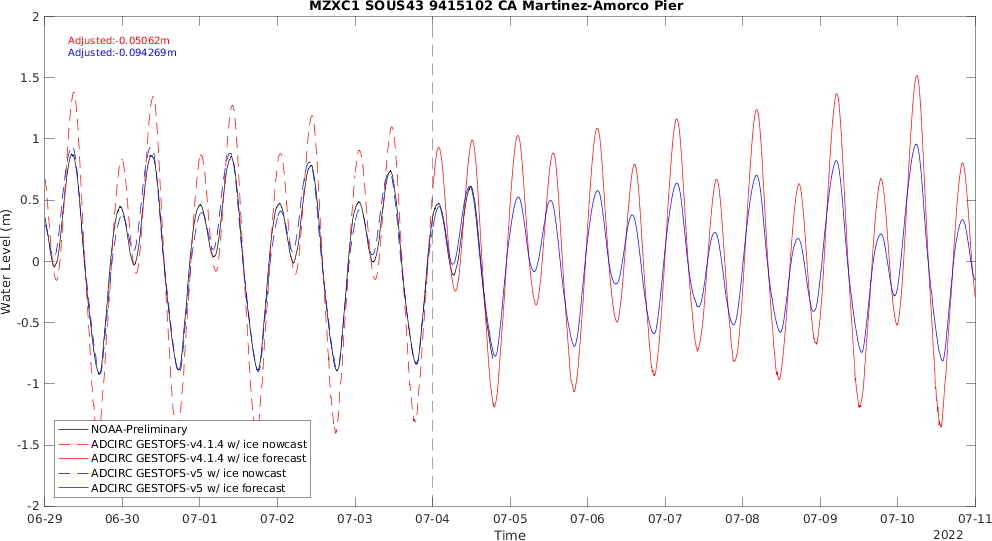 MZXC1 SOUS43 9415102 CA Martinez-Amorco Pier
Adjusted:-0.05062m
Adjusted:-0.094269m
2
1.5
1
0.5
0
-0.5
-1
-1.5
-2
Water Level (m)
NOAA-Preliminary
ADCIRC GESTOFS-v4.1.4 w/ ice nowcast
ADCIRC GESTOFS-v4.1.4 w/ ice forecast
ADCIRC GESTOFS-v5 w/ ice nowcast
ADCIRC GESTOFS-v5 w/ ice forecast
06-29 06-30 07-01 07-02 07-03 07-04 07-05 07-06 07-07 07-08 07-09 07-10 07-11
Time
2022